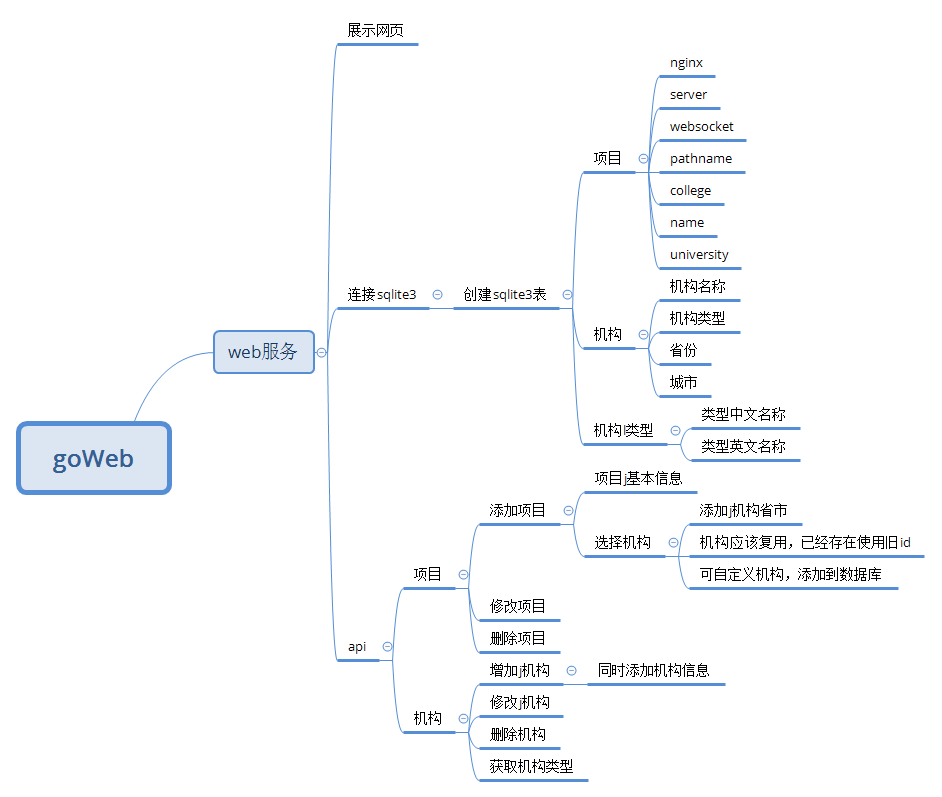 goWeb
web服务
展示网页
连接sqlite3
创建sqlite3表
项目
nginx
server
websocket
pathname
college
name
university
机构
机构名称
机构类型
省份
城市
机构l类型
类型中文名称
类型英文名称
api
项目
添加项目
项目j基本信息
选择机构
添加j机构省市
机构应该复用，已经存在使用旧id
可自定义机构，添加到数据库
修改项目
删除项目
机构
增加j机构
同时添加机构信息
修改j机构
删除机构
获取机构类型